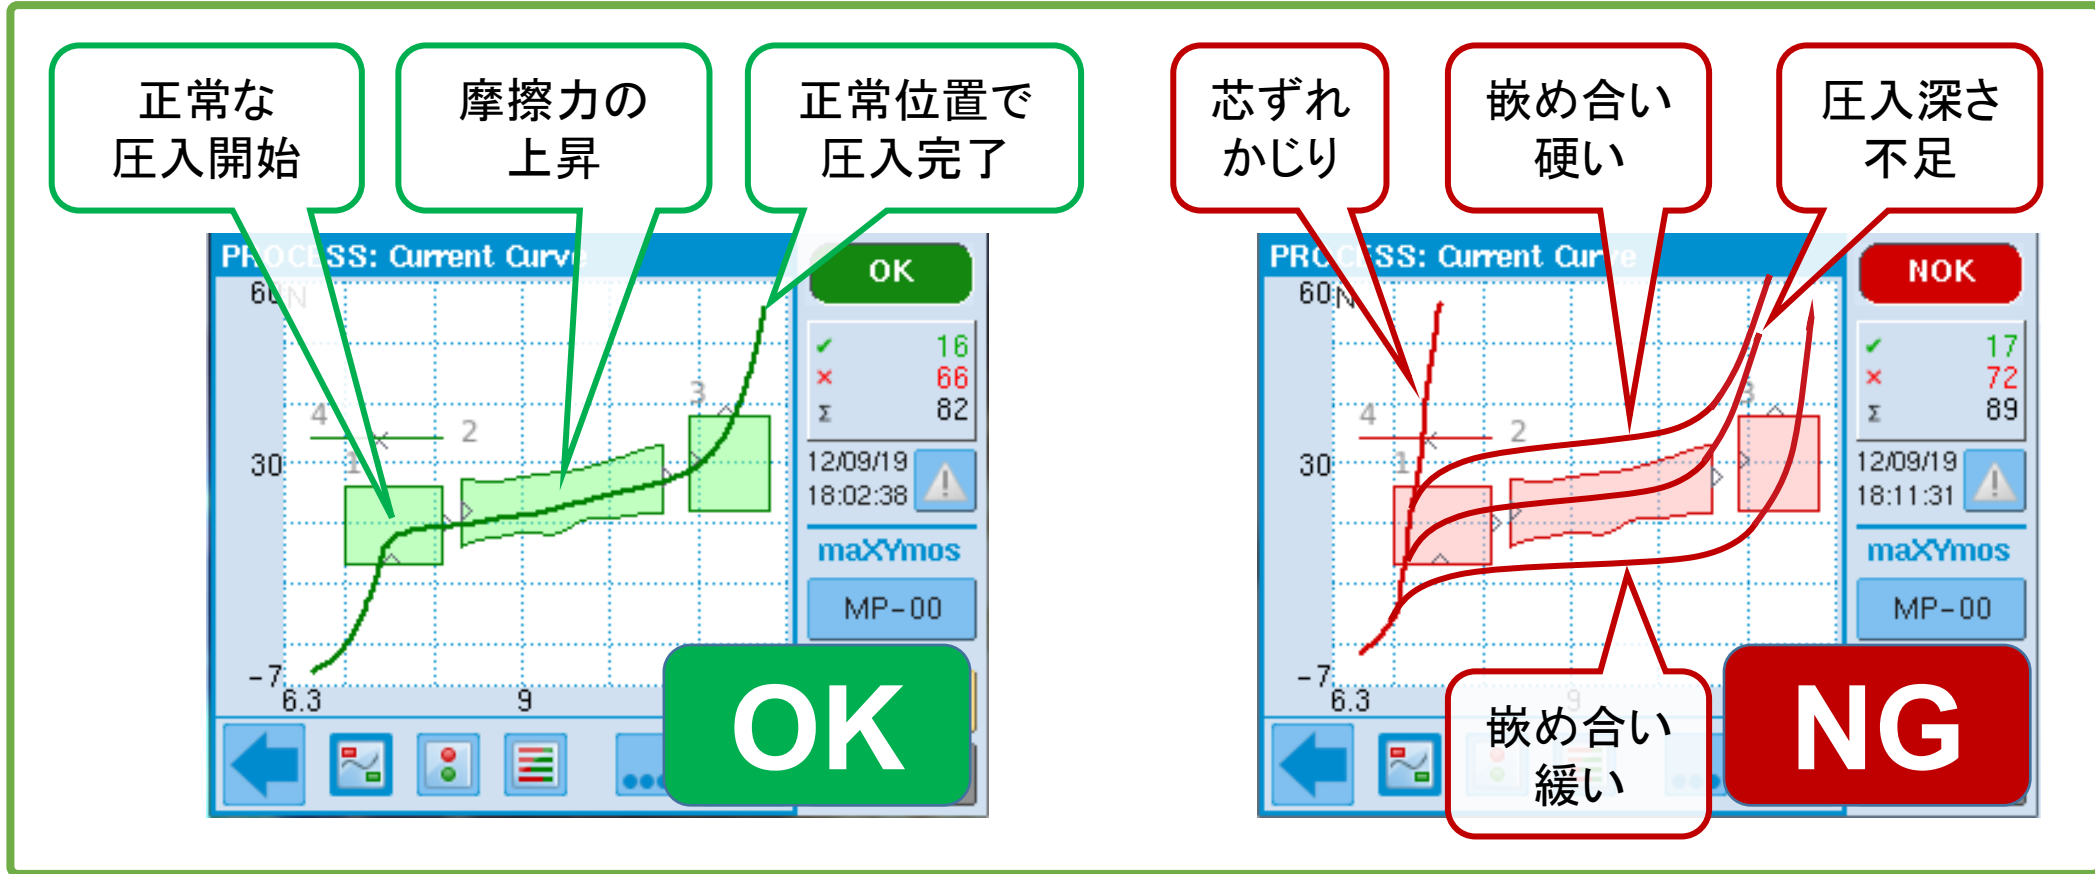 正常な
圧入開始
摩擦力の
上昇
正常位置で
圧入完了
PROCESS: Current Curve
60 N
4
2
3
1
30
-7
6.3
9
OK
✔ 16
✕ 66
Σ 82
12/09/19
18:02:38
maXYmos
MP-00
OK
芯ずれ
かじり
嵌め合い
硬い
圧入深さ
不足
PROCESS: Current Curve
60 N
4
2
3
1
30
-7
6.3
9
NOK
✔ 17
✕ 72
Σ 89
12/09/19
18:11:31
maXYmos
MP-00
嵌め合い
緩い
NG